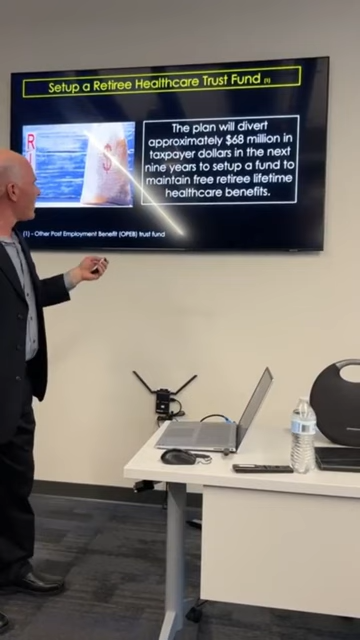 Setup a Retiree Healthcare Trust Fund (1)
The plan will divert
approximately $68 million in
taxpayer dollars in the next
nine years to setup a fund to
maintain free retiree lifetime
healthcare benefits.
$
(1) - Other Post Employment Benefit (OPEB) trust fund